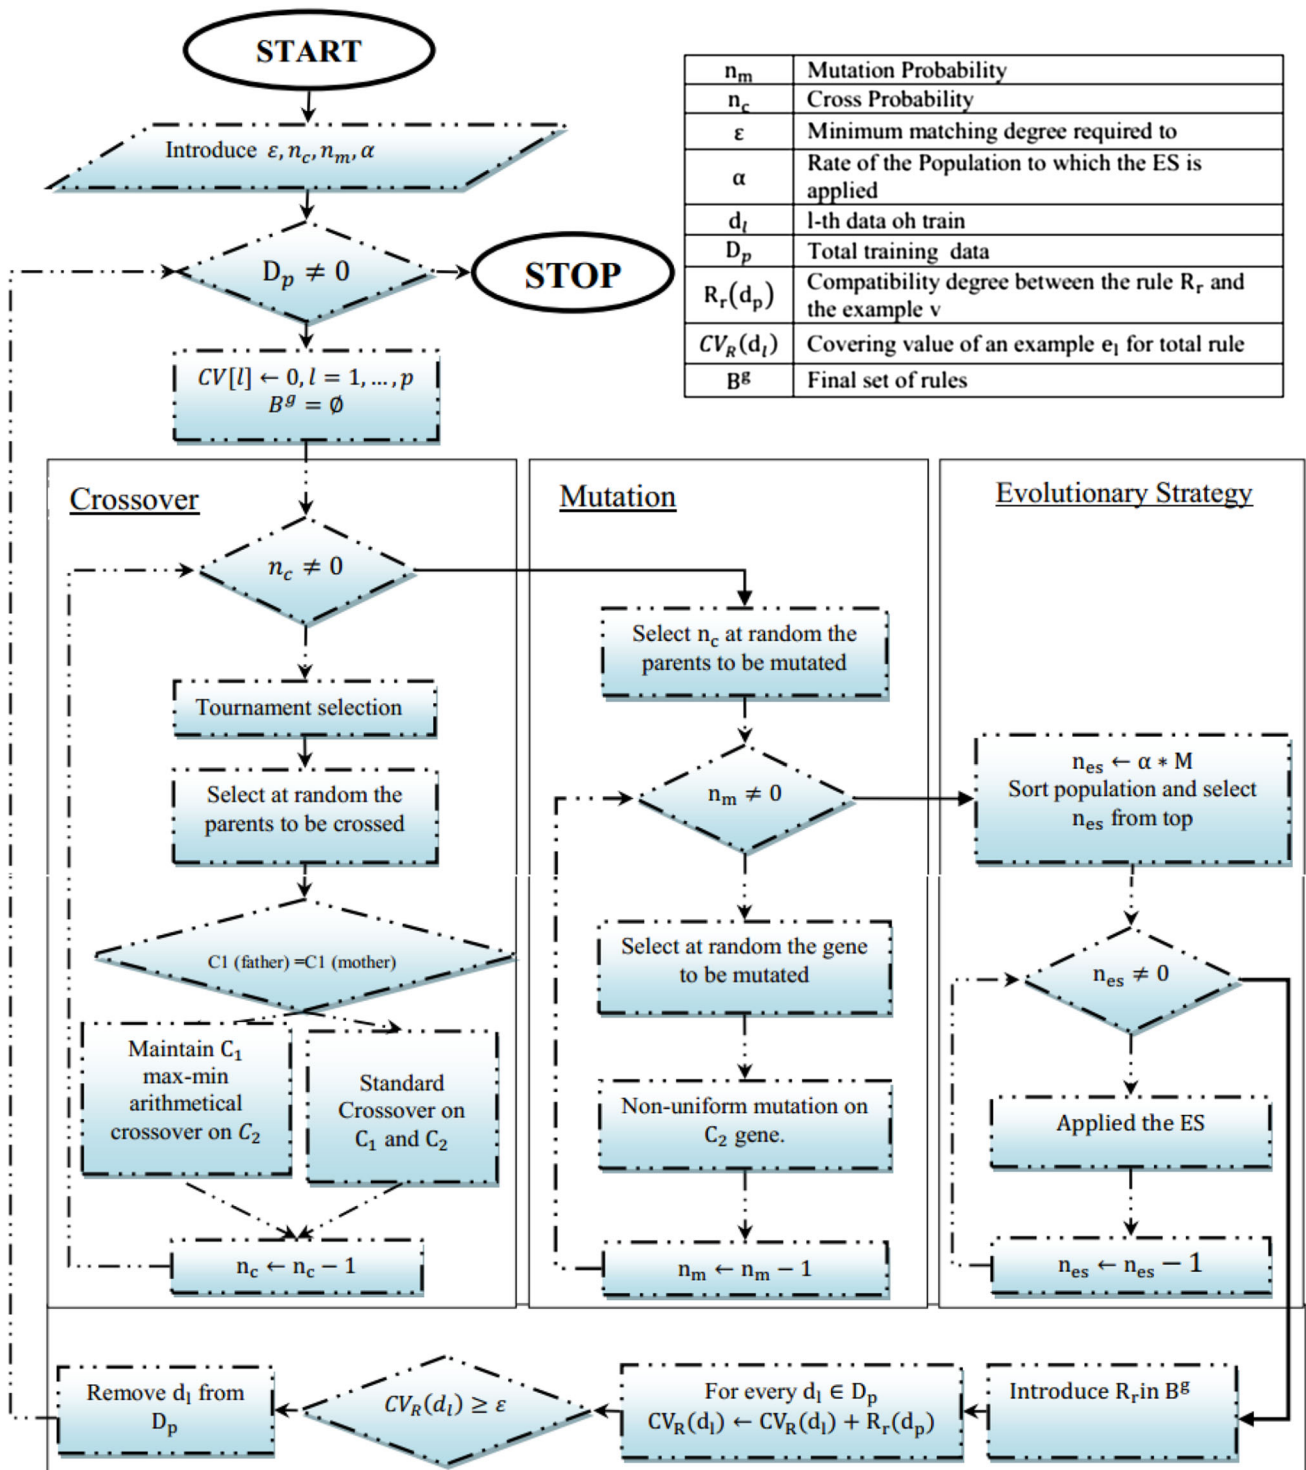 START
Introduce ε, n_c, n_m, α
D_p ≠ 0
STOP
CV[l] ← 0, l = 1, ..., p
B^g = ∅
n_m Mutation Probability
n_c Cross Probability
ε Minimum matching degree required to
α Rate of the Population to which the ES is
applied
d_l l-th data oh train
D_p Total training data
R_r(d_p) Compatibility degree between the rule R_r and
the example v
CV_R(d_l) Covering value of an example e_l for total rule
B^g Final set of rules
Crossover
n_c ≠ 0
Tournament selection
Select at random the
parents to be crossed
C1 (father) =C1 (mother)
Maintain C_1
max-min
arithmetical
crossover on C_2
Standard
Crossover on
C_1 and C_2
n_c ← n_c − 1
Mutation
Select n_c at random the
parents to be mutated
n_m ≠ 0
Select at random the gene
to be mutated
Non-uniform mutation on
C_2 gene.
n_m ← n_m − 1
Evolutionary Strategy
n_es ← α ∗ M
Sort population and select
n_es from top
n_es ≠ 0
Applied the ES
n_es ← n_es − 1
Introduce R_r in B^g
For every d_l ∈ D_p
CV_R(d_l) ← CV_R(d_l) + R_r(d_p)
CV_R(d_l) ≥ ε
Remove d_l from
D_p